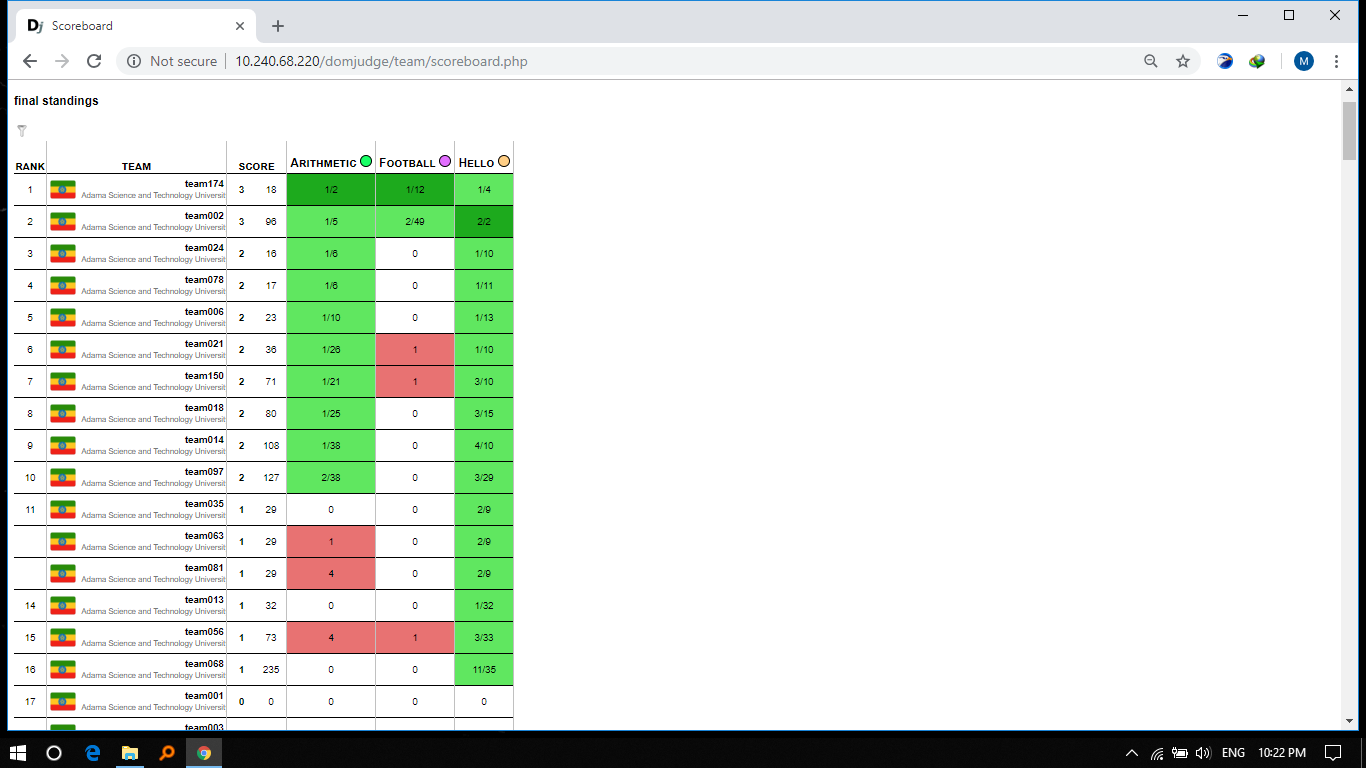 Dj Scoreboard
Not secure 10.240.68.220/domjudge/team/scoreboard.php M
final standings
RANK TEAM SCORE ARITHMETIC FOOTBALL HELLO
1 team174 3 18 1/2 1/12 1/4
Adama Science and Technology Universit
2 team002 3 96 1/5 2/49 2/2
Adama Science and Technology Universit
3 team024 2 16 1/6 0 1/10
Adama Science and Technology Universit
4 team078 2 17 1/6 0 1/11
Adama Science and Technology Universit
5 team006 2 23 1/10 0 1/13
Adama Science and Technology Universit
6 team021 2 36 1/26 1 1/10
Adama Science and Technology Universit
7 team150 2 71 1/21 1 3/10
Adama Science and Technology Universit
8 team018 2 80 1/25 0 3/15
Adama Science and Technology Universit
9 team014 2 108 1/38 0 4/10
Adama Science and Technology Universit
10 team097 2 127 2/38 0 3/29
Adama Science and Technology Universit
11 team035 1 29 0 0 2/9
Adama Science and Technology Universit
team063 1 29 1 0 2/9
Adama Science and Technology Universit
team081 1 29 4 0 2/9
Adama Science and Technology Universit
14 team013 1 32 0 0 1/32
Adama Science and Technology Universit
15 team056 1 73 4 1 3/33
Adama Science and Technology Universit
16 team068 1 235 0 0 11/35
Adama Science and Technology Universit
17 team001 0 0 0 0 0
Adama Science and Technology Universit
team003
ENG 10:22 PM